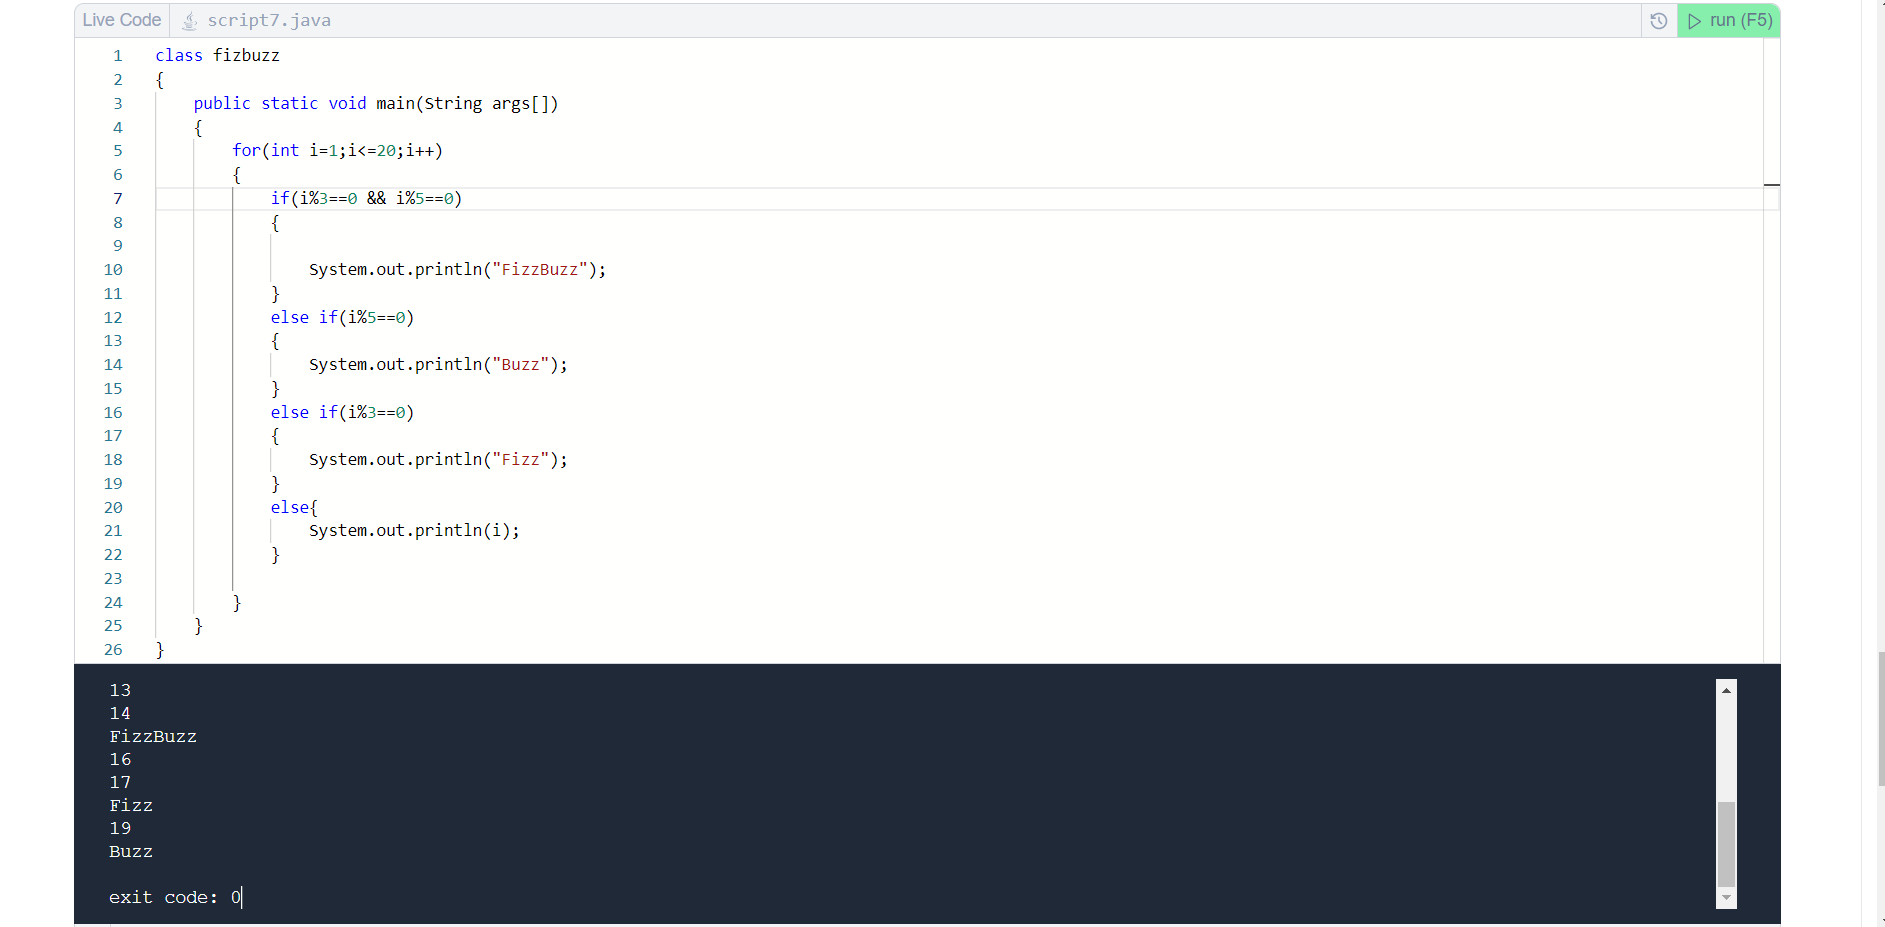 Live Code script7.java run (F5)
1 class fizbuzz
2 {
3 public static void main(String args[])
4 {
5 for(int i=1;i<=20;i++)
6 {
7 if(i%3==0 && i%5==0)
8 {
9
10 System.out.println("FizzBuzz");
11 }
12 else if(i%5==0)
13 {
14 System.out.println("Buzz");
15 }
16 else if(i%3==0)
17 {
18 System.out.println("Fizz");
19 }
20 else{
21 System.out.println(i);
22 }
23
24 }
25 }
26 }
13
14
FizzBuzz
16
17
Fizz
19
Buzz
exit code: 0